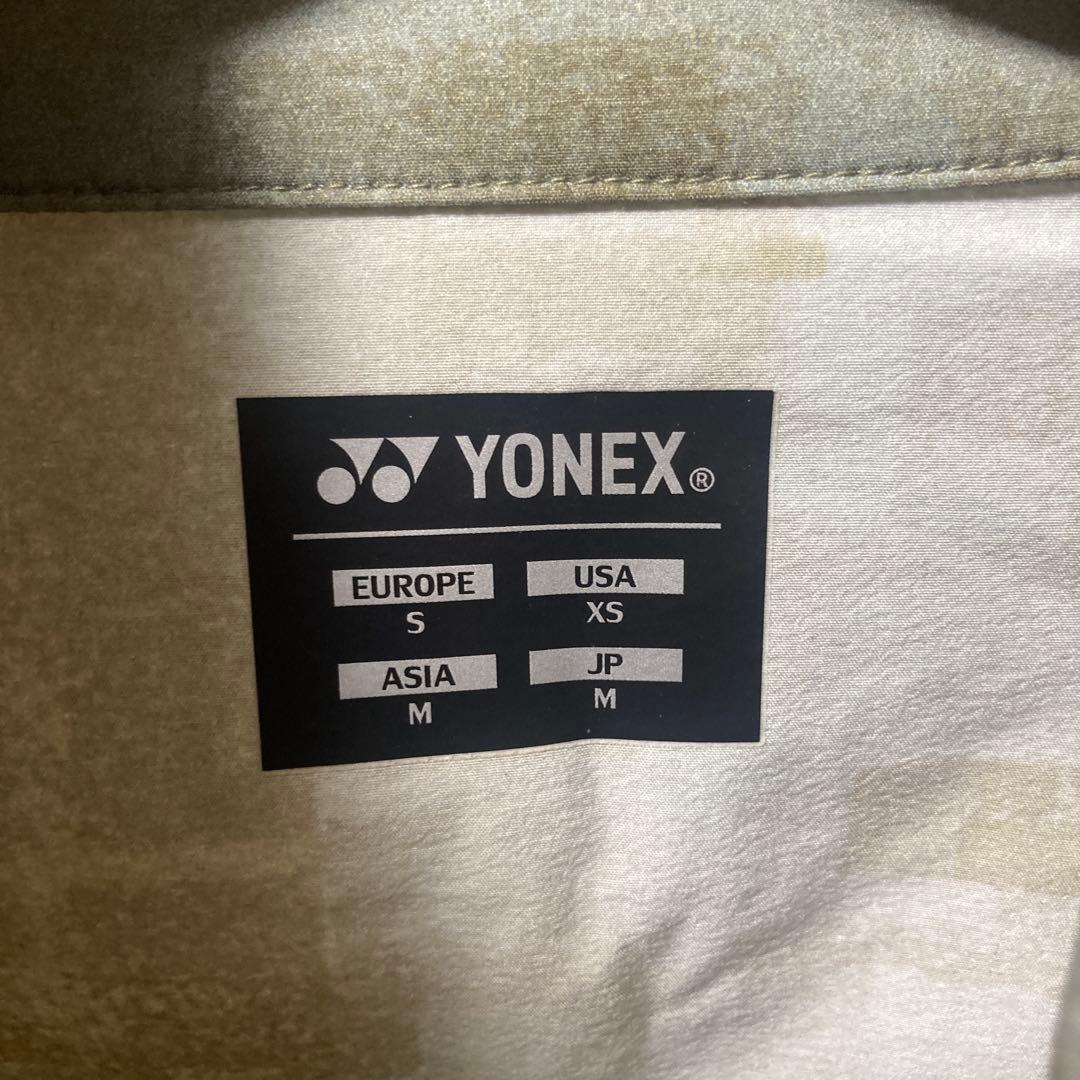 YONEX®
EUROPE USA
S XS
ASIA JP
M M